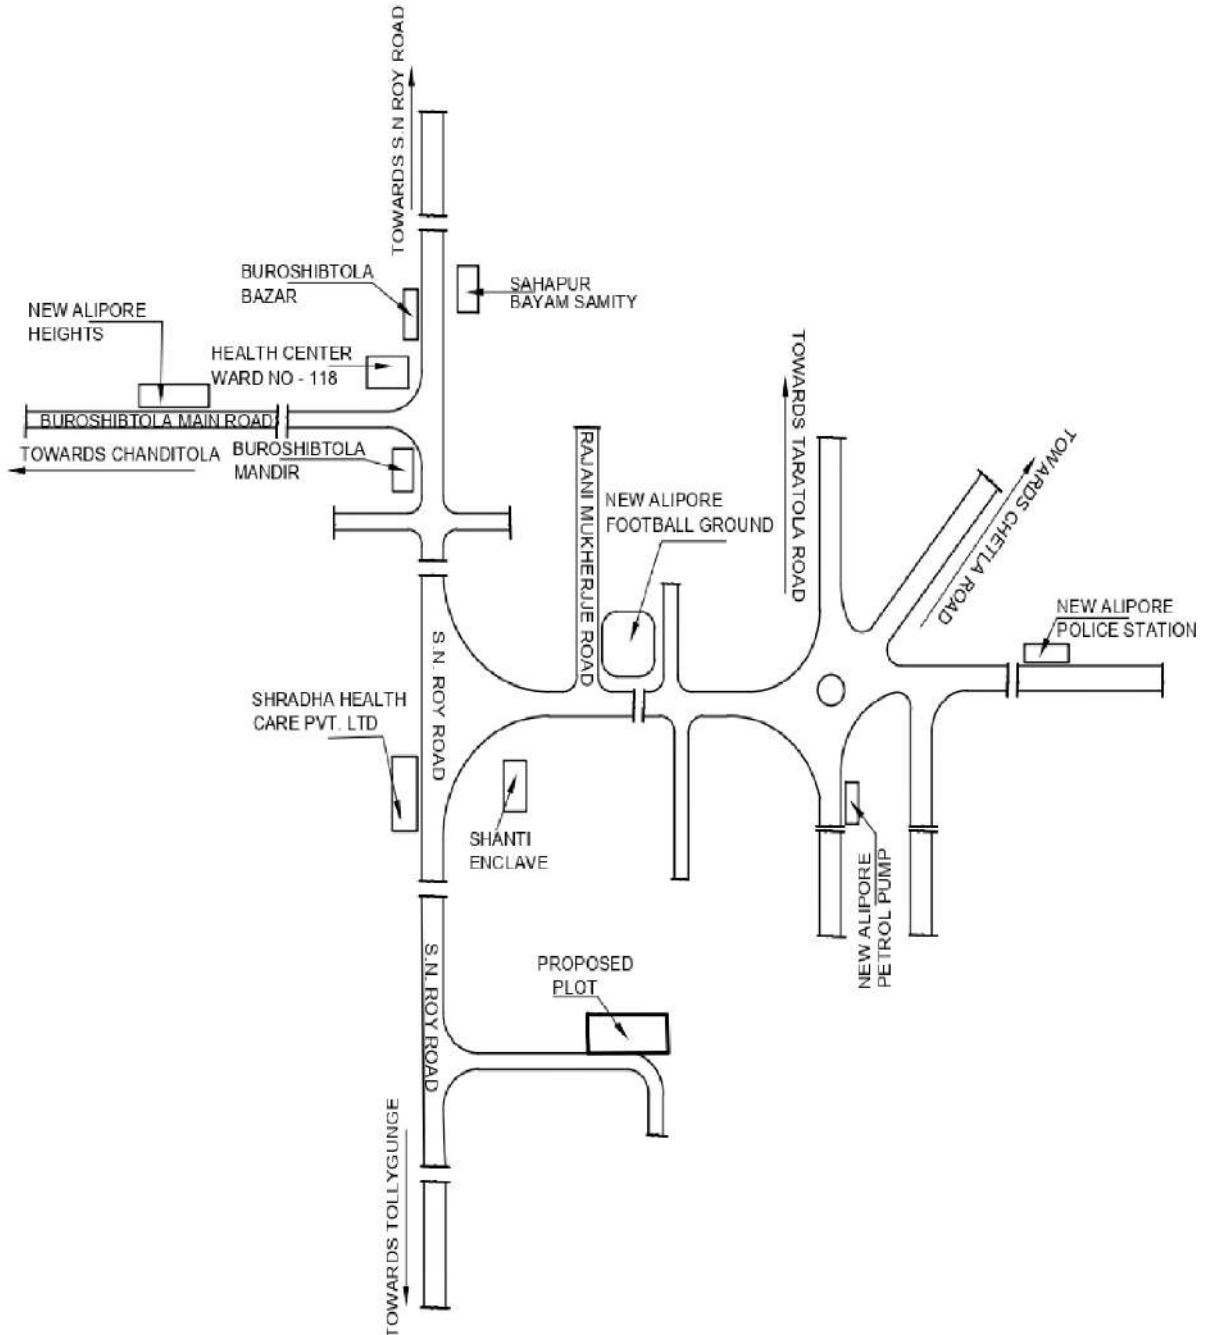 TOWARDS S.N ROY ROAD
BUROSHIBTOLA
BAZAR
SAHAPUR
BAYAM SAMITY
NEW ALIPORE
HEIGHTS
HEALTH CENTER
WARD NO - 118
BUROSHIBTOLA MAIN ROAD
TOWARDS CHANDITOLA
BUROSHIBTOLA
MANDIR
RAJANI MUKHERJJE ROAD
NEW ALIPORE
FOOTBALL GROUND
TOWARDS TARATOLA ROAD
TOWARDS CHETLA ROAD
NEW ALIPORE
POLICE STATION
S.N. ROY ROAD
SHRADHA HEALTH
CARE PVT. LTD
SHANTI
ENCLAVE
NEW ALIPORE
PETROL PUMP
S.N. ROY ROAD
PROPOSED
PLOT
TOWARDS TOLLYGUNGE